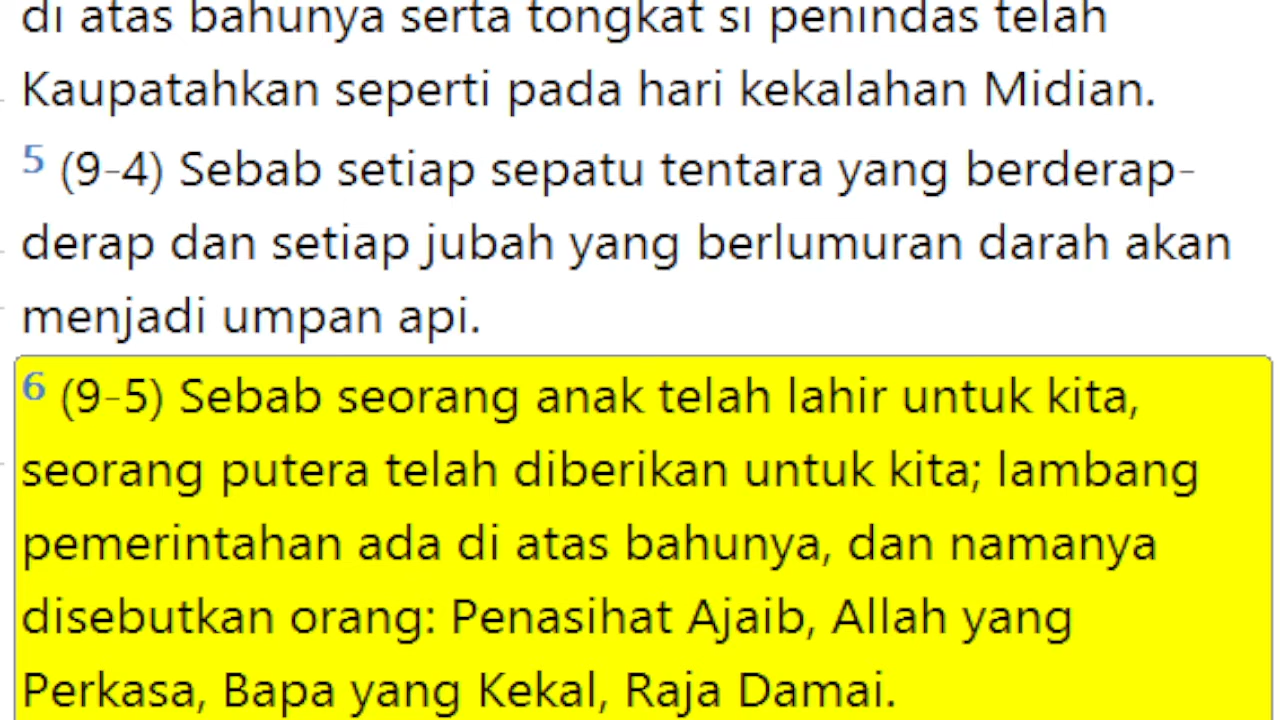 di atas bahunya serta tongkat si penindas telah
Kaupatahkan seperti pada hari kekalahan Midian.
5 (9-4) Sebab setiap sepatu tentara yang berderap-
derap dan setiap jubah yang berlumuran darah akan
menjadi umpan api.
6 (9-5) Sebab seorang anak telah lahir untuk kita,
seorang putera telah diberikan untuk kita; lambang
pemerintahan ada di atas bahunya, dan namanya
disebutkan orang: Penasihat Ajaib, Allah yang
Perkasa, Bapa yang Kekal, Raja Damai.